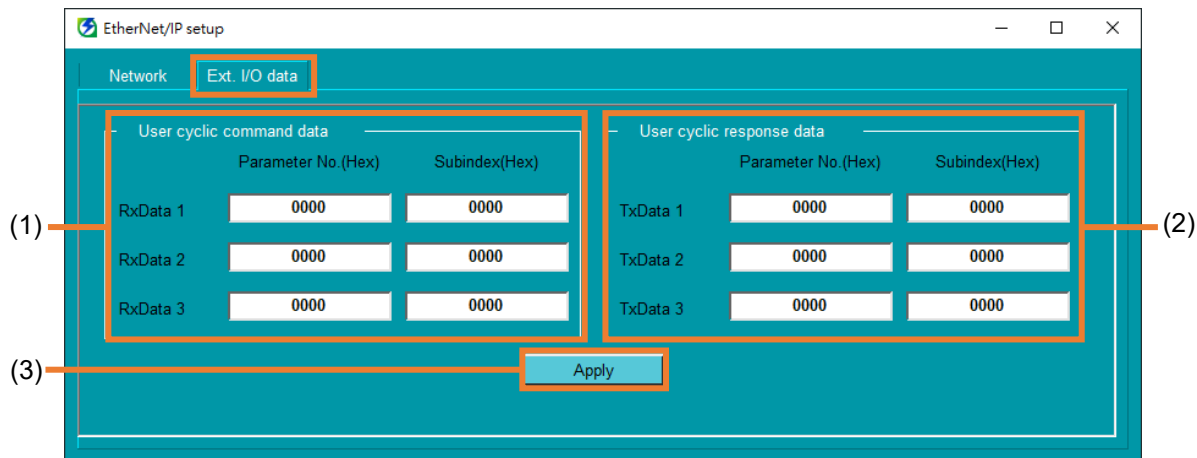 EtherNet/IP setup
Network Ext. I/O data
User cyclic command data User cyclic response data
Parameter No.(Hex) Subindex(Hex) Parameter No.(Hex) Subindex(Hex)
RxData 1 0000 0000 TxData 1 0000 0000
(1) (2)
RxData 2 0000 0000 TxData 2 0000 0000
RxData 3 0000 0000 TxData 3 0000 0000
(3) Apply